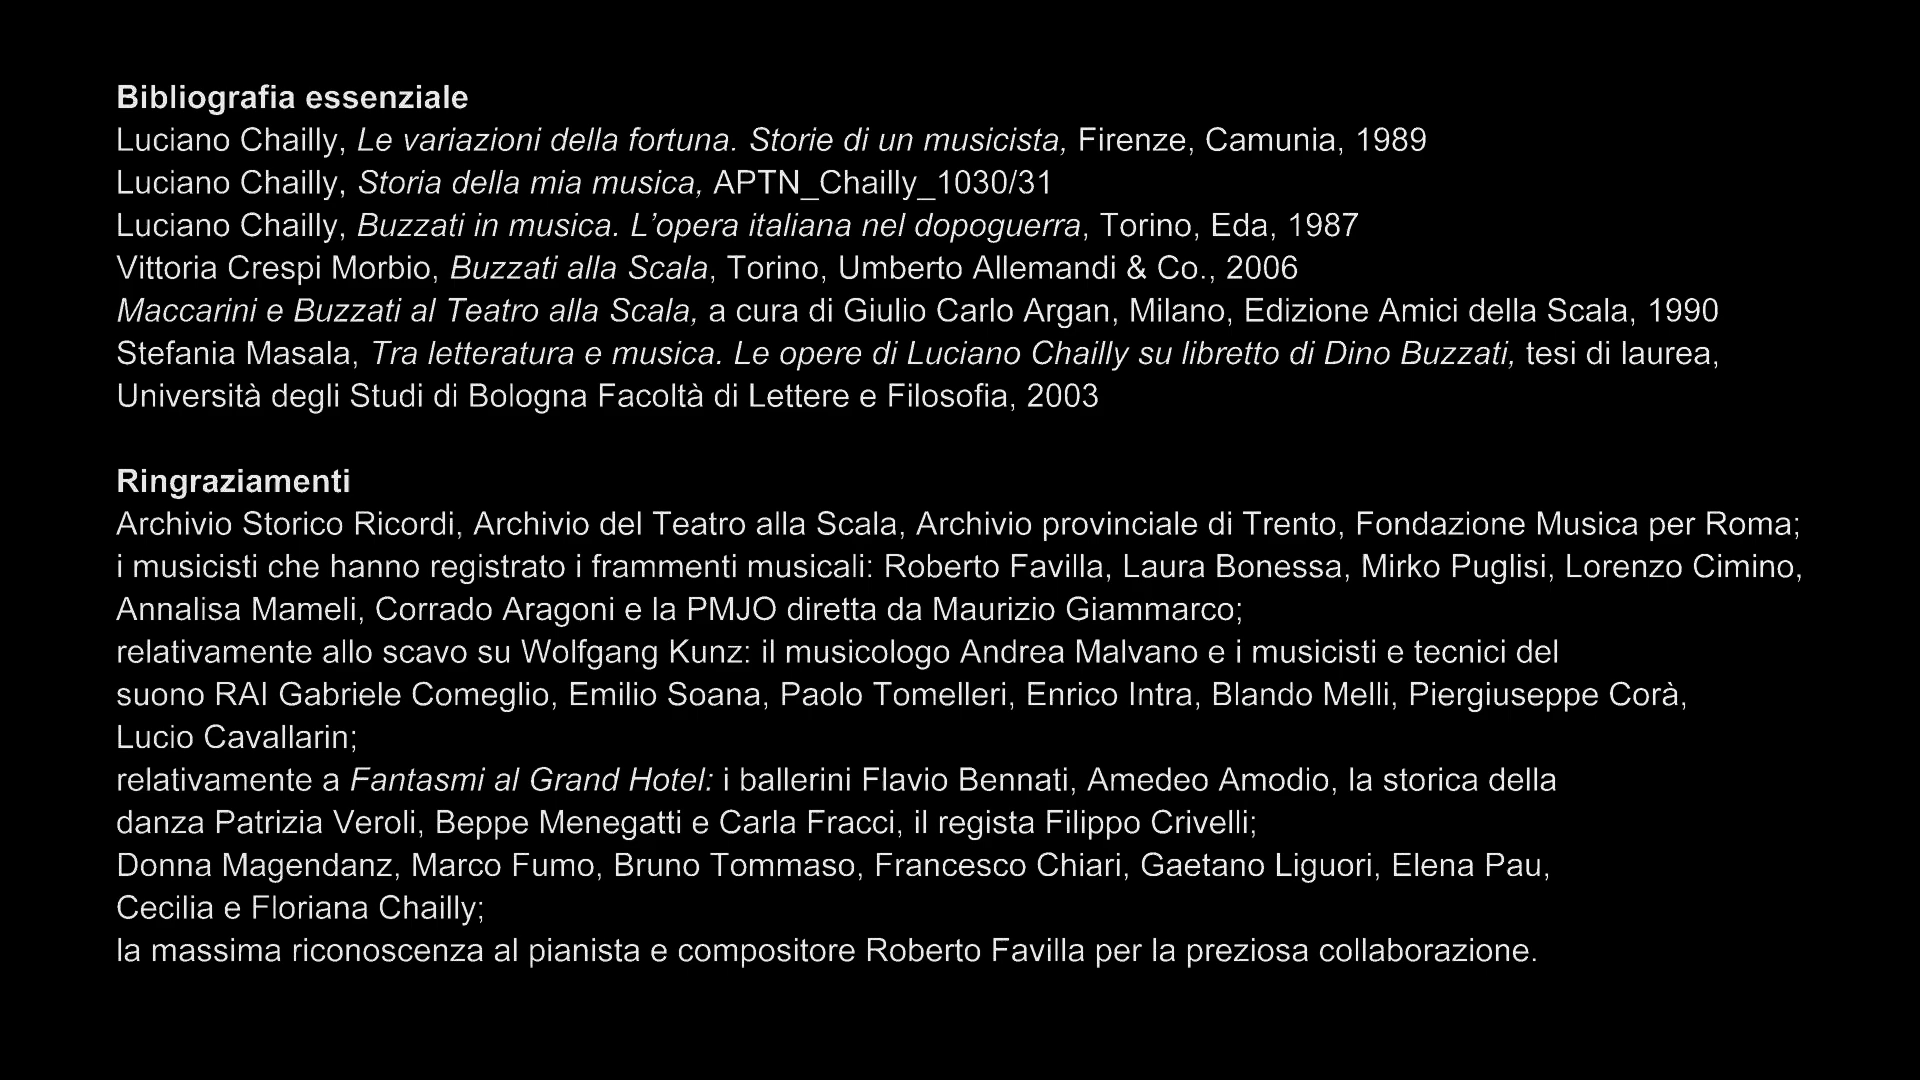 Bibliografia essenziale
Luciano Chailly, Le variazioni della fortuna. Storie di un musicista, Firenze, Camunia, 1989
Luciano Chailly, Storia della mia musica, APTN_Chailly_1030/31
Luciano Chailly, Buzzati in musica. L’opera italiana nel dopoguerra, Torino, Eda, 1987
Vittoria Crespi Morbio, Buzzati alla Scala, Torino, Umberto Allemandi & Co., 2006
Maccarini e Buzzati al Teatro alla Scala, a cura di Giulio Carlo Argan, Milano, Edizione Amici della Scala, 1990
Stefania Masala, Tra letteratura e musica. Le opere di Luciano Chailly su libretto di Dino Buzzati, tesi di laurea,
Università degli Studi di Bologna Facoltà di Lettere e Filosofia, 2003
Ringraziamenti
Archivio Storico Ricordi, Archivio del Teatro alla Scala, Archivio provinciale di Trento, Fondazione Musica per Roma;
i musicisti che hanno registrato i frammenti musicali: Roberto Favilla, Laura Bonessa, Mirko Puglisi, Lorenzo Cimino,
Annalisa Mameli, Corrado Aragoni e la PMJO diretta da Maurizio Giammarco;
relativamente allo scavo su Wolfgang Kunz: il musicologo Andrea Malvano e i musicisti e tecnici del
suono RAI Gabriele Comeglio, Emilio Soana, Paolo Tomelleri, Enrico Intra, Blando Melli, Piergiuseppe Corà,
Lucio Cavallarin;
relativamente a Fantasmi al Grand Hotel: i ballerini Flavio Bennati, Amedeo Amodio, la storica della
danza Patrizia Veroli, Beppe Menegatti e Carla Fracci, il regista Filippo Crivelli;
Donna Magendanz, Marco Fumo, Bruno Tommaso, Francesco Chiari, Gaetano Liguori, Elena Pau,
Cecilia e Floriana Chailly;
la massima riconoscenza al pianista e compositore Roberto Favilla per la preziosa collaborazione.